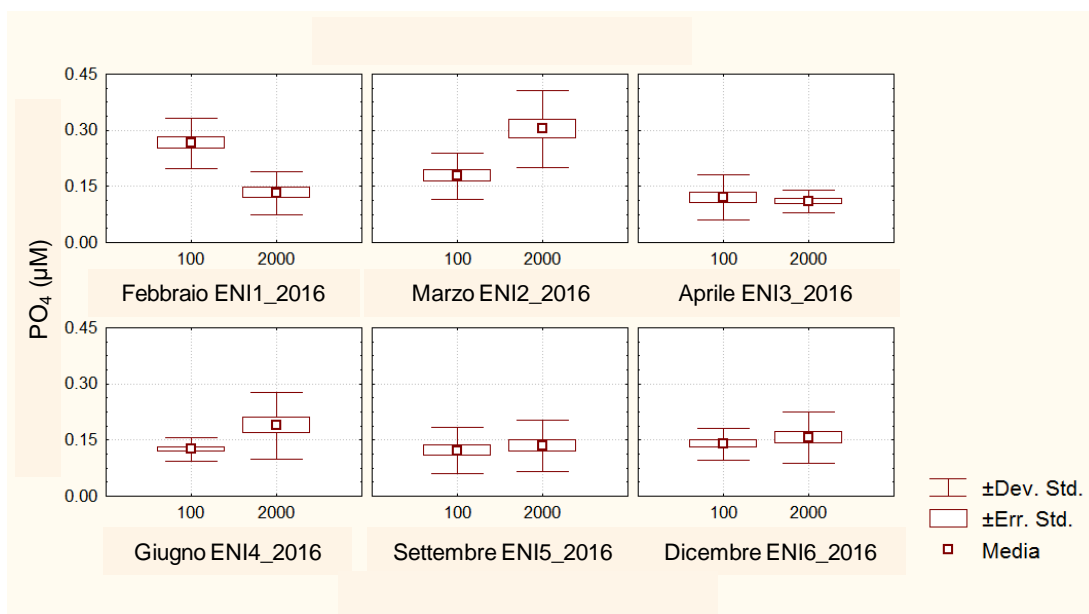 0.45
0.30
0.15
0.00
100 2000
100 2000
100 2000
Febbraio ENI1_2016
Marzo ENI2_2016
Aprile ENI3_2016
PO4 (µM)
0.45
0.30
0.15
0.00
100 2000
100 2000
100 2000
Giugno ENI4_2016
Settembre ENI5_2016
Dicembre ENI6_2016
±Dev. Std.
±Err. Std.
Media